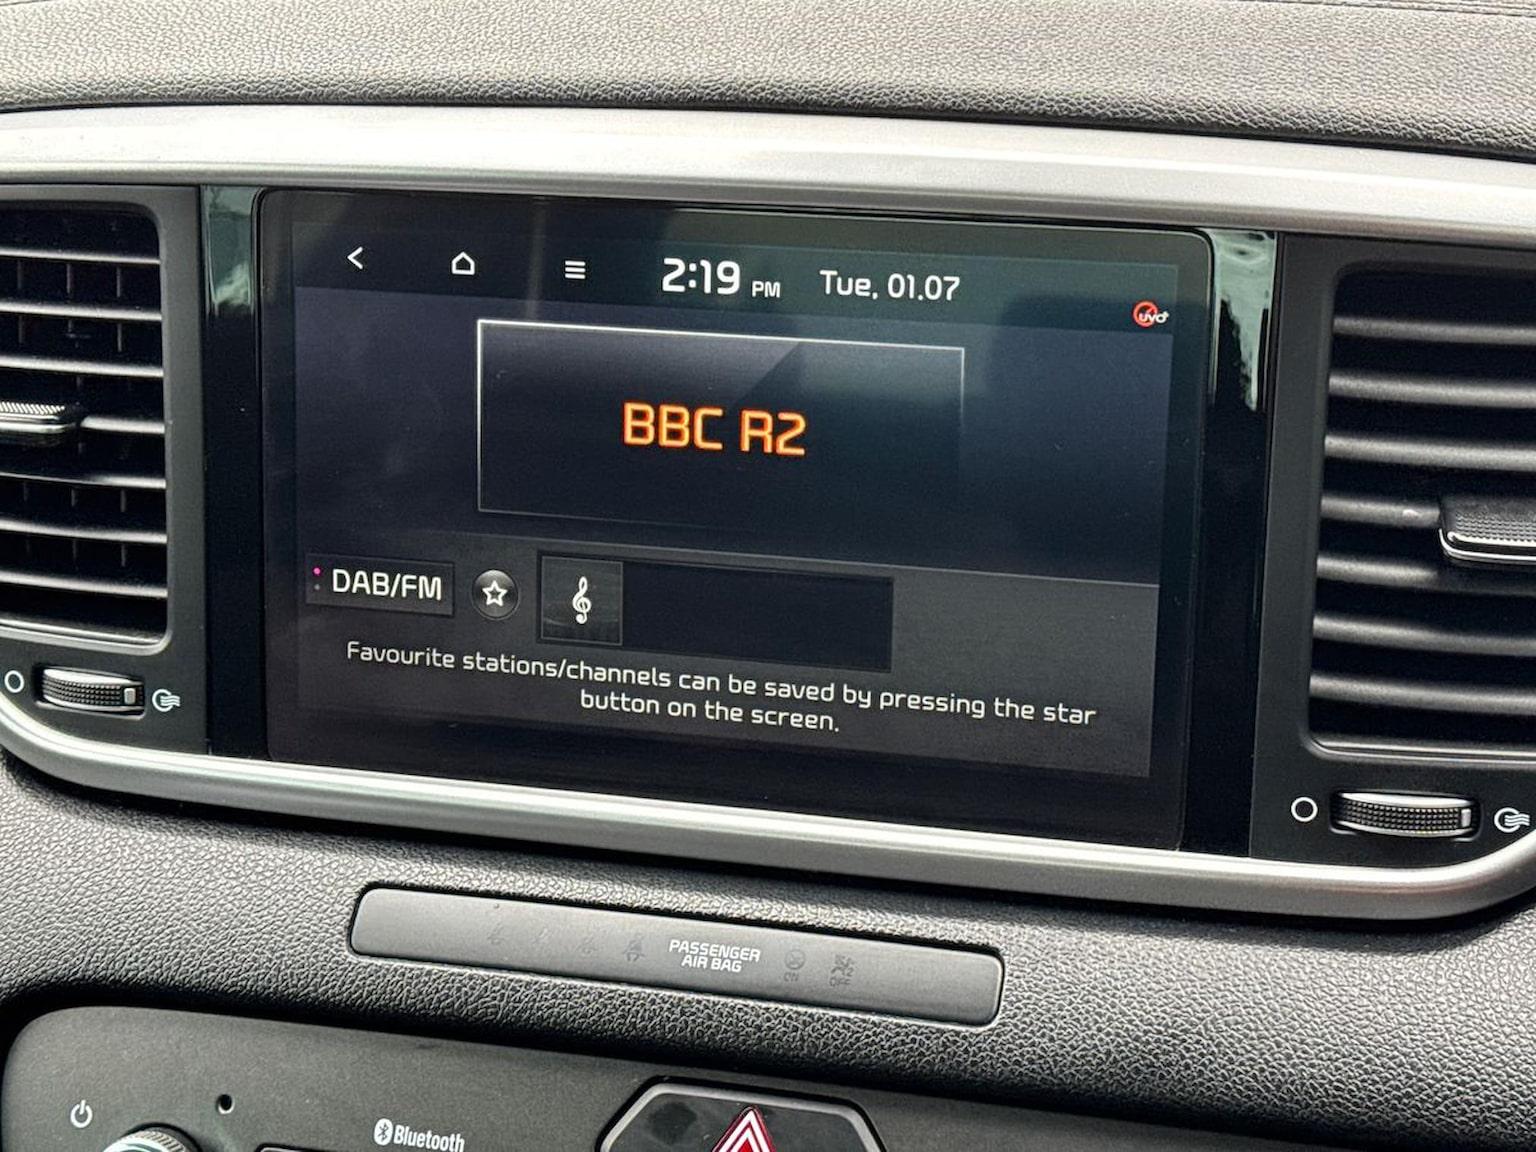 2:19 PM Tue, 01.07
uvo
BBC R2
DAB/FM
Favourite stations/channels can be saved by pressing the star
button on the screen.
PASSENGER
AIR BAG
Bluetooth